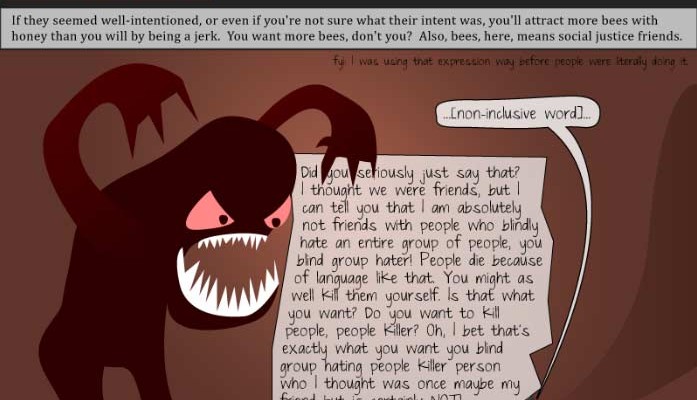 If they seemed well-intentioned, or even if you're not sure what their intent was, you'll attract more bees with
honey than you will by being a jerk.  You want more bees, don't you?  Also, bees, here, means social justice friends.
fyi: I was using that expression way before people were literally doing it.
...[non-inclusive word]...
Did you seriously just say that?
I thought we were friends, but I
can tell you that I am absolutely
not friends with people who blindly
hate an entire group of people, you
blind group hater! People die because
of language like that. You might as
well kill them yourself. Is that what
you want? Do you want to kill
people, people killer? Oh, I bet that's
exactly what you want you blind
group hating people killer person
who I thought was once maybe my
friend but is certainly NOT!